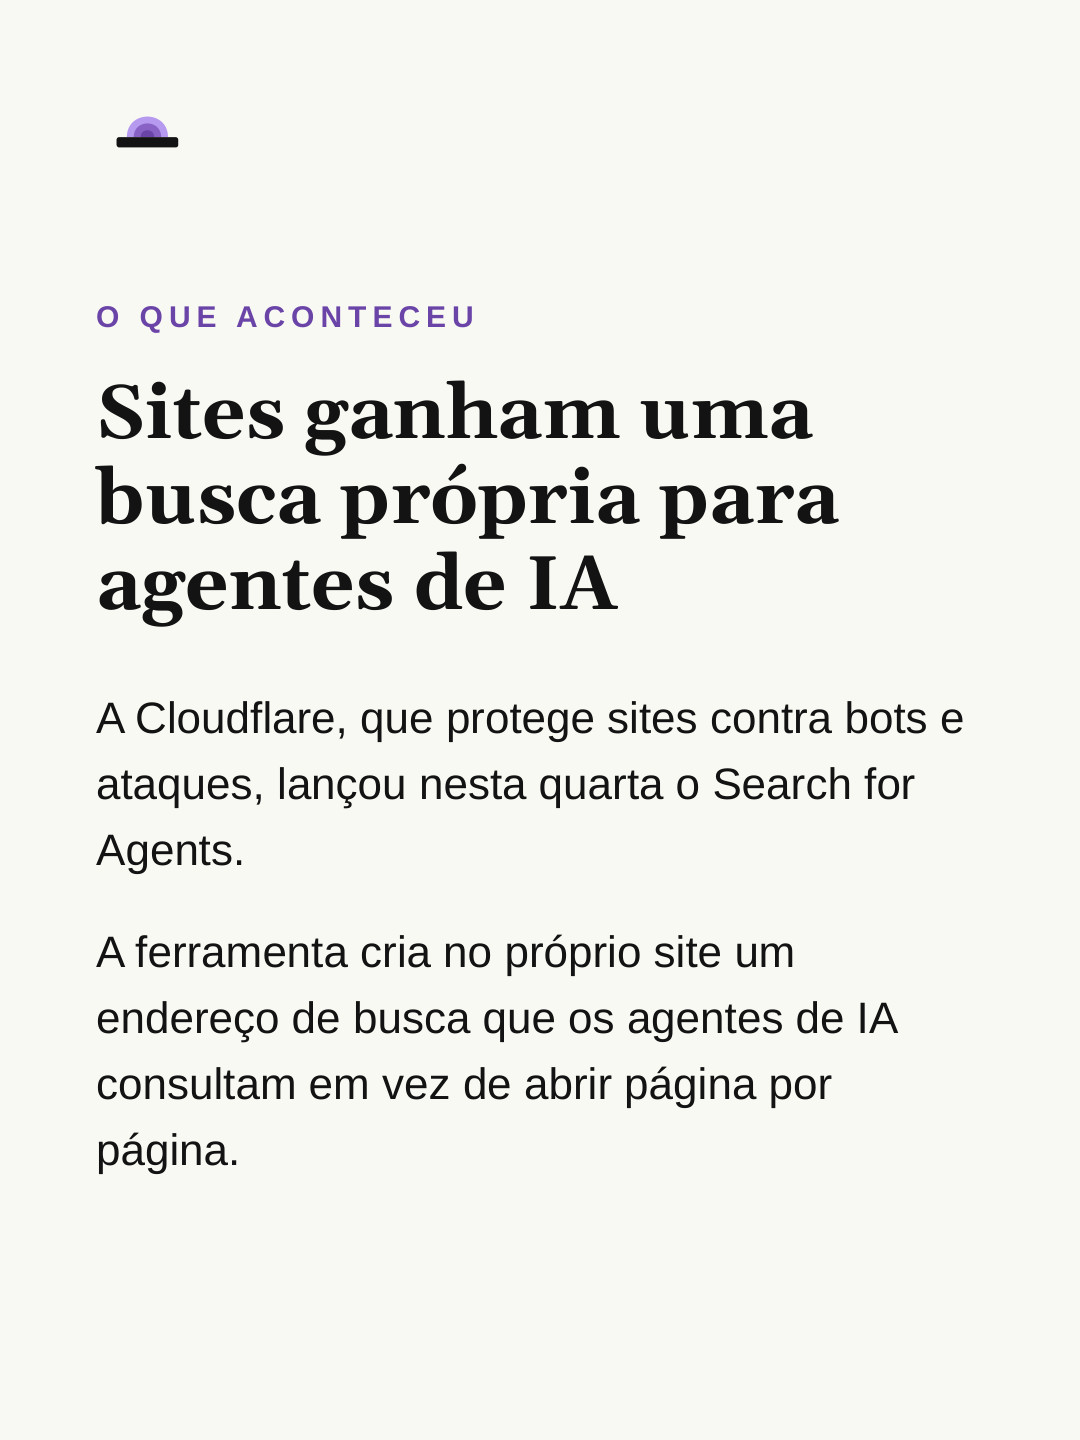 O QUE ACONTECEU
Sites ganham uma
busca própria para
agentes de IA
A Cloudflare, que protege sites contra bots e
ataques, lançou nesta quarta o Search for
Agents.
A ferramenta cria no próprio site um
endereço de busca que os agentes de IA
consultam em vez de abrir página por
página.